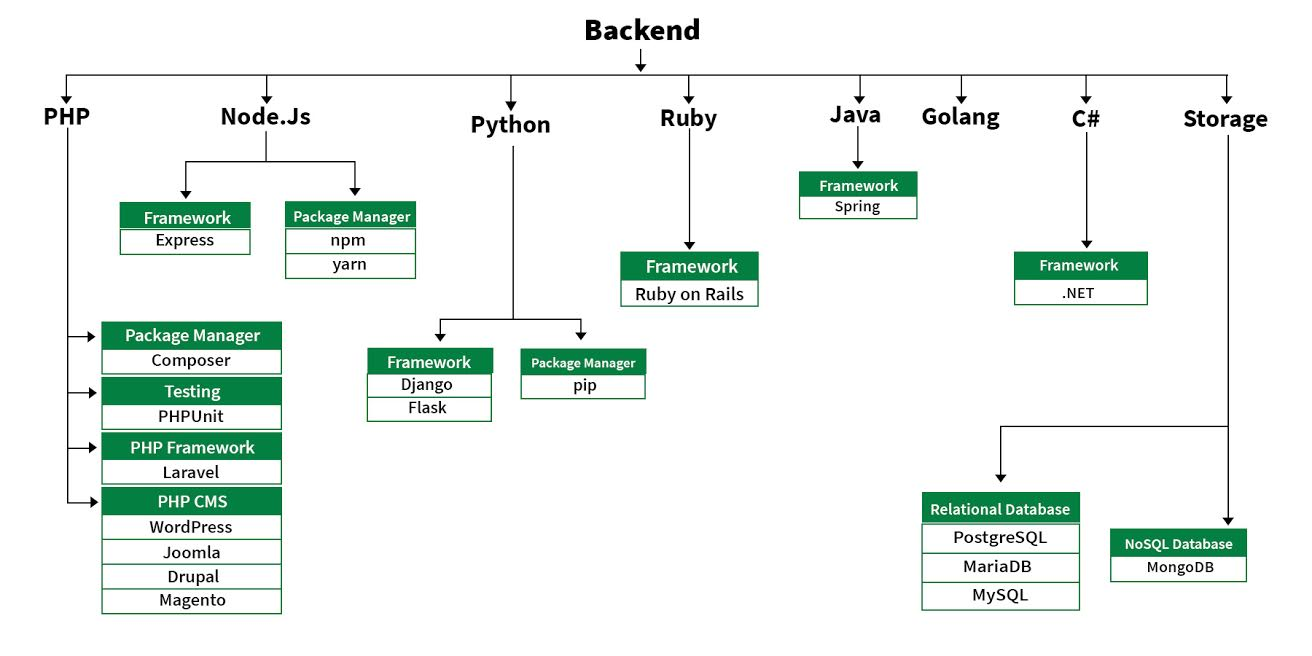 Backend
PHP
Node.Js
Python
Ruby
Java
Golang
C#
Storage
Framework
Express
Package Manager
npm
yarn
Framework
Spring
Framework
Ruby on Rails
Framework
.NET
Package Manager
Composer
Testing
PHPUnit
PHP Framework
Laravel
PHP CMS
WordPress
Joomla
Drupal
Magento
Framework
Django
Flask
Package Manager
pip
Relational Database
PostgreSQL
MariaDB
MySQL
NoSQL Database
MongoDB